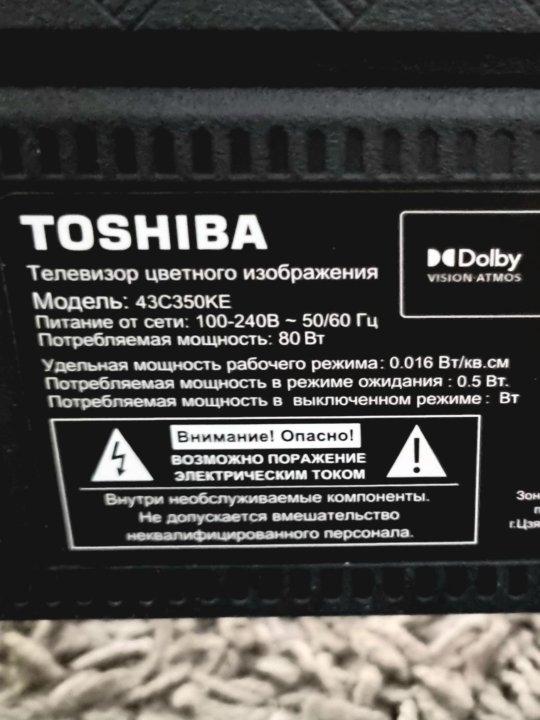 TOSHIBA
Dolby
VISION·ATMOS
Телевизор цветного изображения
Модель: 43C350KE
Питание от сети: 100-240В ~ 50/60 Гц
Потребляемая мощность: 80 Вт
Удельная мощность рабочего режима: 0.016 Вт/кв.см
Потребляемая мощность в режиме ожидания : 0.5 Вт.
Потребляемая мощность в выключенном режиме : Вт
Внимание! Опасно!
ВОЗМОЖНО ПОРАЖЕНИЕ
ЭЛЕКТРИЧЕСКИМ ТОКОМ
Внутри необслуживаемые компоненты.
Не допускается вмешательство
неквалифицированного персонала.
Зон
г.Цзя